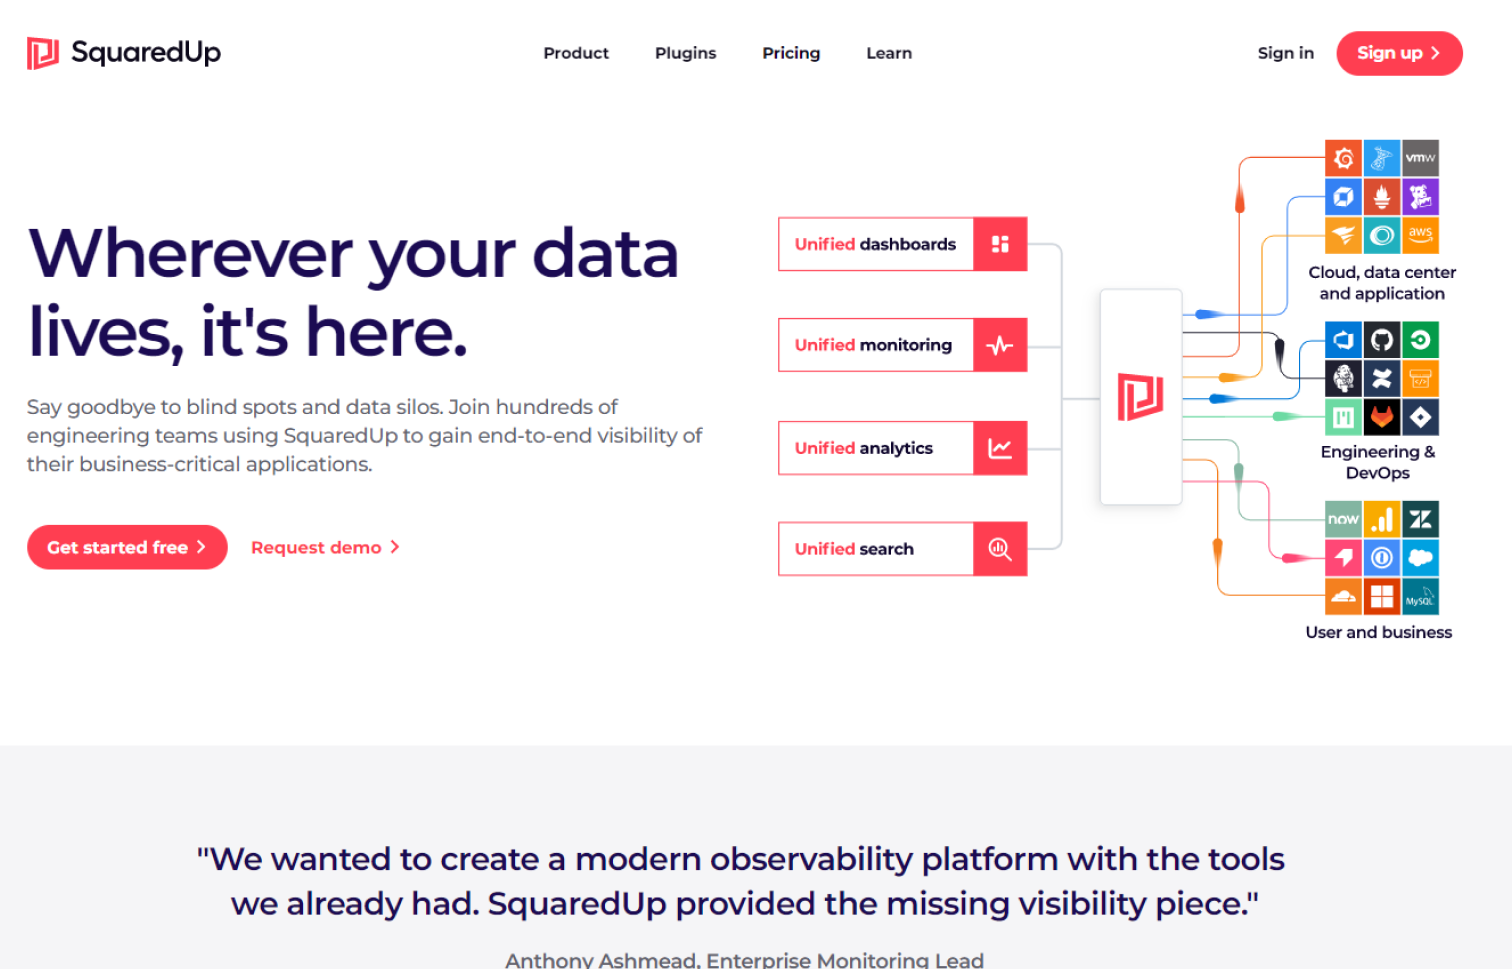 SquaredUp
Product
Plugins
Pricing
Learn
Sign in
Sign up
Wherever your data
lives, it's here.
Say goodbye to blind spots and data silos. Join hundreds of
engineering teams using SquaredUp to gain end-to-end visibility of
their business-critical applications.
Get started free
Request demo
Unified dashboards
Unified monitoring
Unified analytics
Unified search
vmw
aws
Cloud, data center
and application
Engineering &
DevOps
now
MySQL
User and business
"We wanted to create a modern observability platform with the tools
we already had. SquaredUp provided the missing visibility piece."
Anthony Ashmead, Enterprise Monitoring Lead